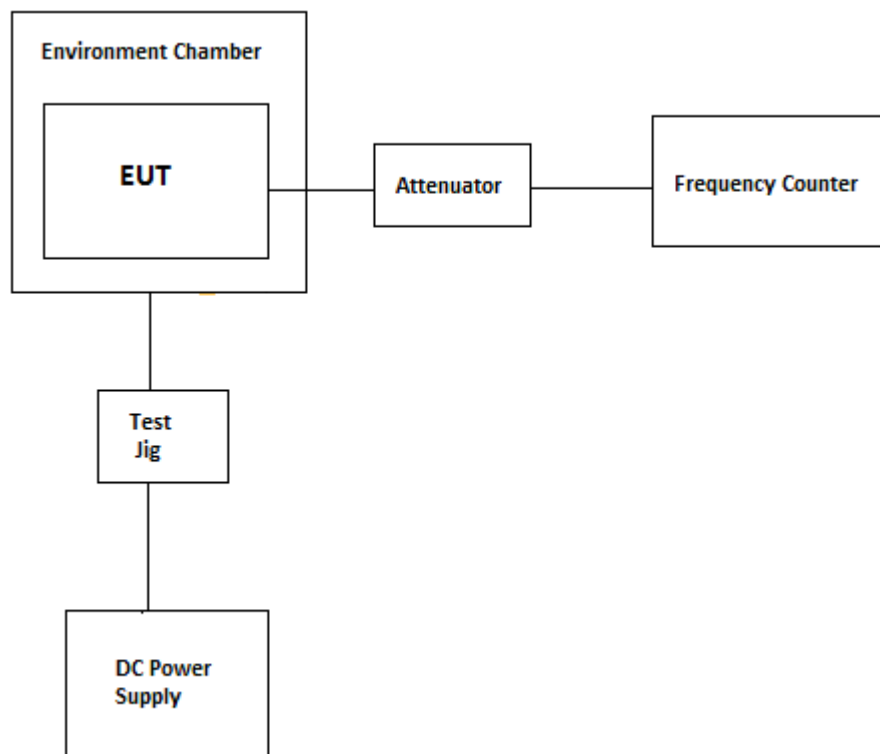 Environment Chamber
EUT
Attenuator
Frequency Counter
Test
Jig
DC Power
Supply